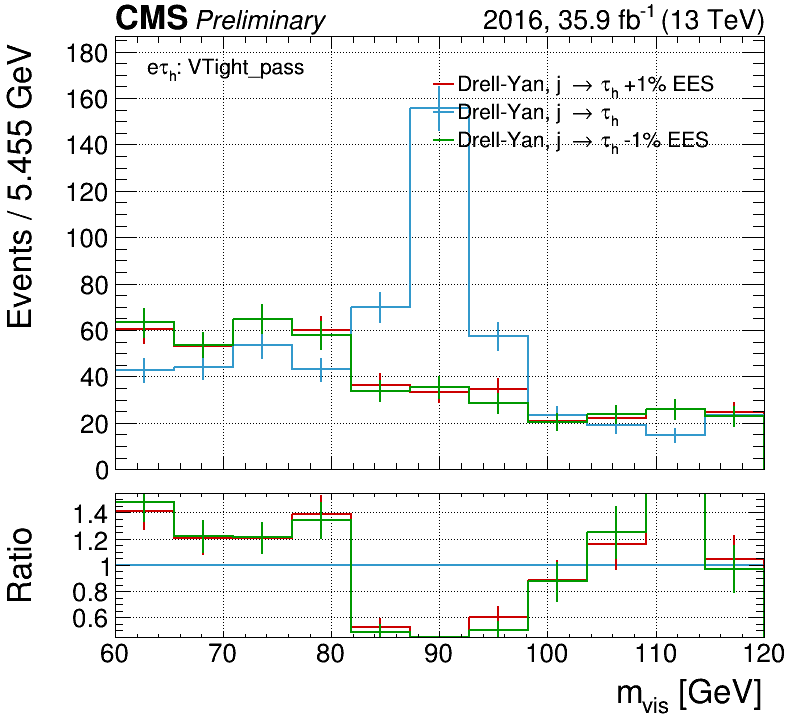 CMS Preliminary 2016, 35.9 fb⁻¹ (13 TeV)
eτₕ: VTight_pass
Drell-Yan, j → τₕ +1% EES
Drell-Yan, j → τₕ
Drell-Yan, j → τₕ -1% EES
Events / 5.455 GeV
180
160
140
120
100
80
60
40
20
0
Ratio
1.4
1.2
1
0.8
0.6
60 70 80 90 100 110 120
m_vis [GeV]